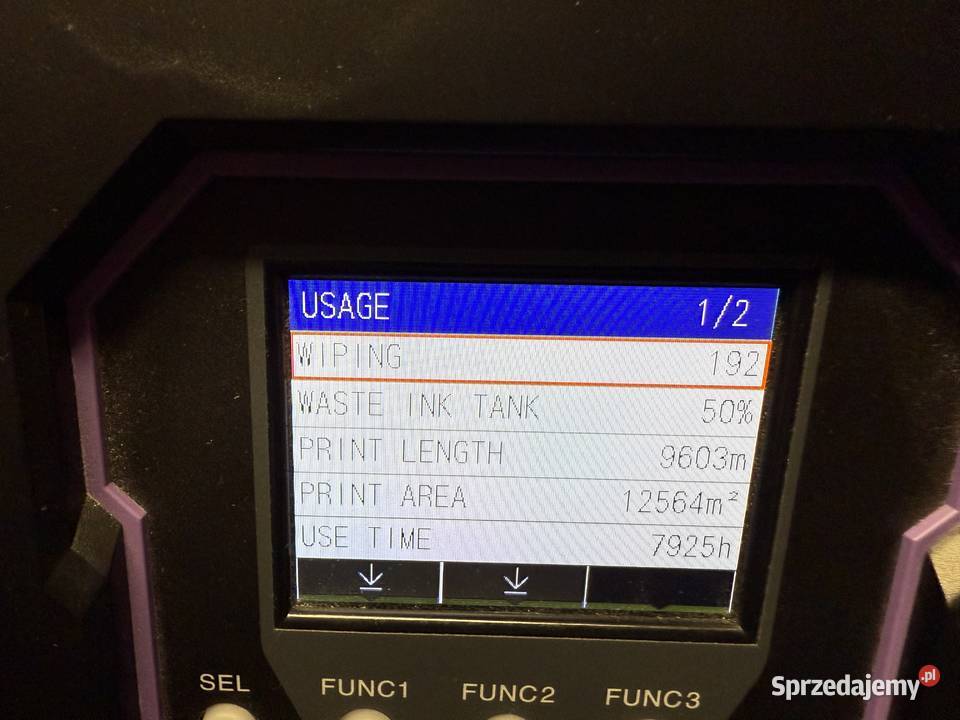 USAGE 1/2
WIPING 192
WASTE INK TANK 50%
PRINT LENGTH 9603m
PRINT AREA 12564m²
USE TIME 7925h
SEL FUNC1 FUNC2 FUNC3
Sprzedajemy.pl